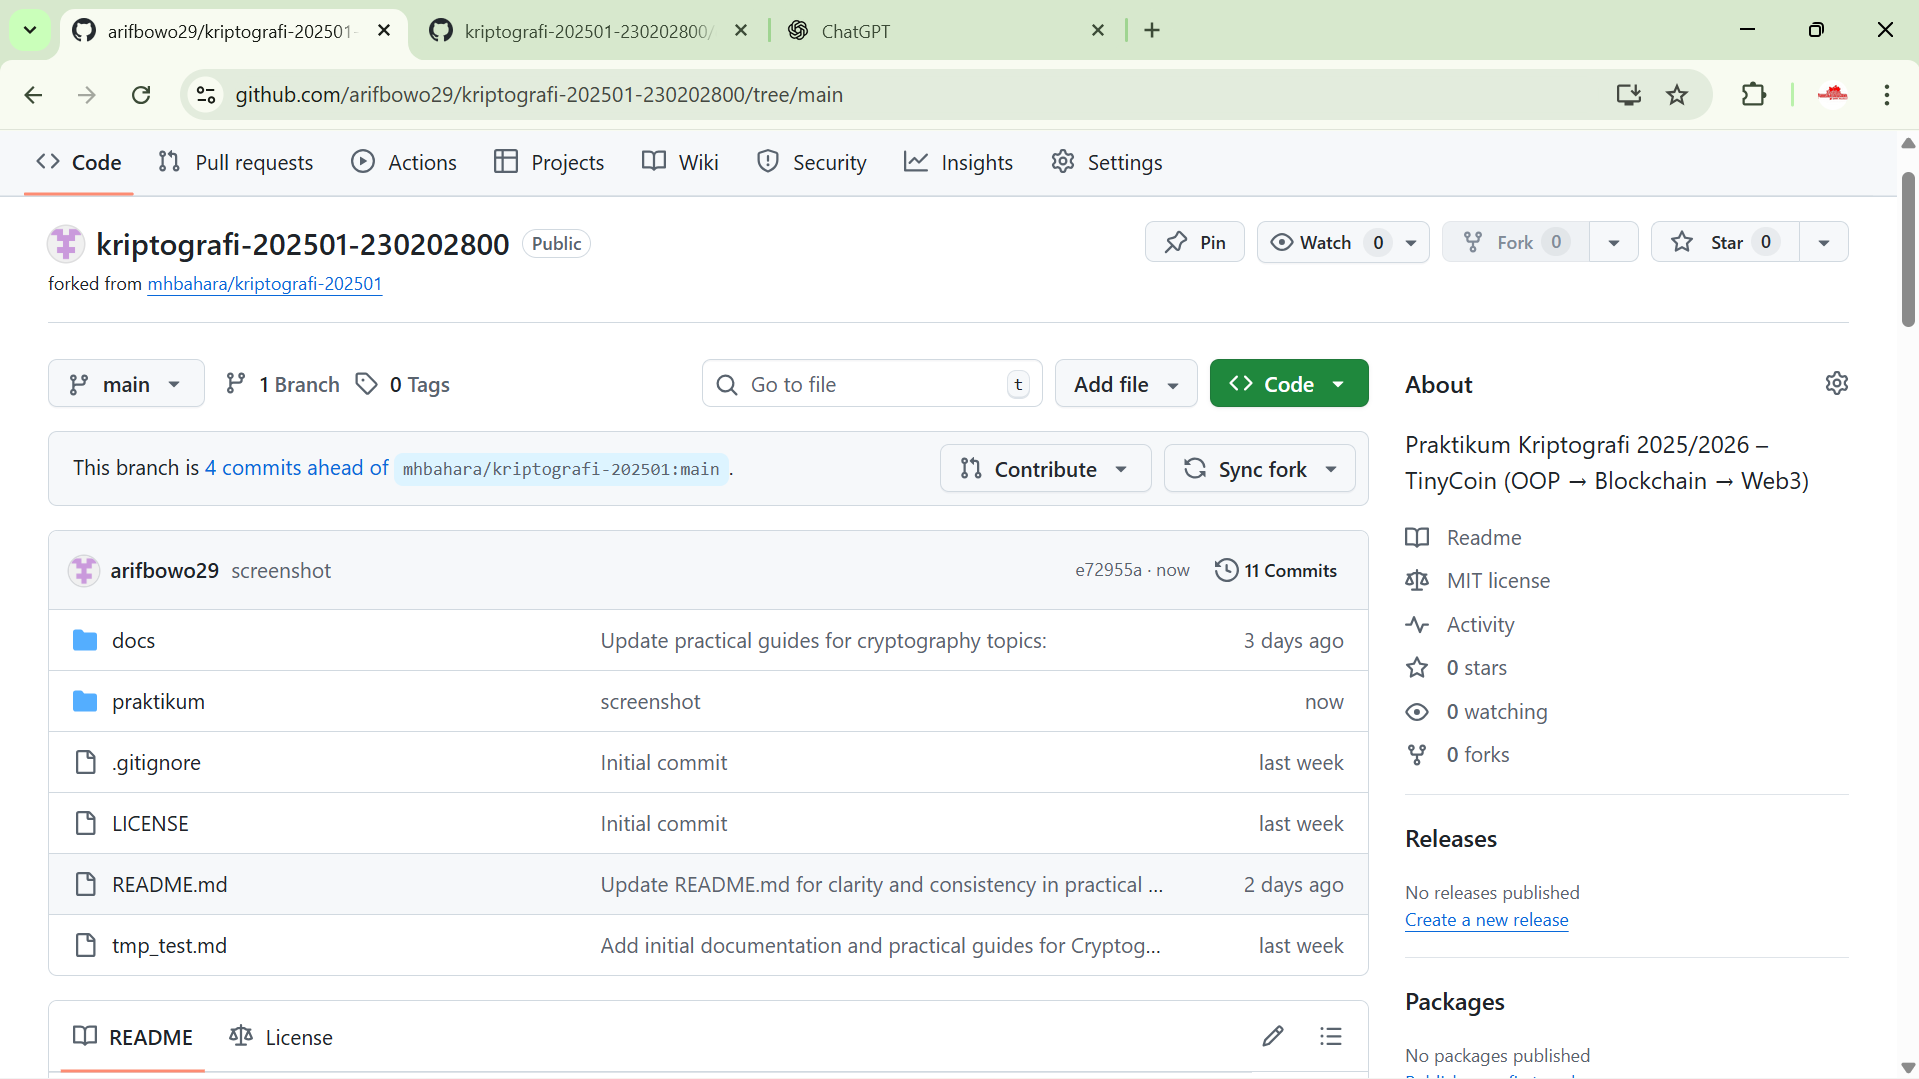 arifbowo29/kriptografi-202501-
kriptografi-202501-230202800/
ChatGPT
github.com/arifbowo29/kriptografi-202501-230202800/tree/main
Code
Pull requests
Actions
Projects
Wiki
Security
Insights
Settings
kriptografi-202501-230202800
Public
Pin
Watch 0
Fork 0
Star 0
forked from mhbahara/kriptografi-202501
main
1 Branch
0 Tags
Go to file
t
Add file
Code
This branch is 4 commits ahead of mhbahara/kriptografi-202501:main .
Contribute
Sync fork
arifbowo29 screenshot
e72955a · now
11 Commits
docs
Update practical guides for cryptography topics:
3 days ago
praktikum
screenshot
now
.gitignore
Initial commit
last week
LICENSE
Initial commit
last week
README.md
Update README.md for clarity and consistency in practical ...
2 days ago
tmp_test.md
Add initial documentation and practical guides for Cryptog...
last week
README
License
About
Praktikum Kriptografi 2025/2026 –
TinyCoin (OOP → Blockchain → Web3)
Readme
MIT license
Activity
0 stars
0 watching
0 forks
Releases
No releases published
Create a new release
Packages
No packages published